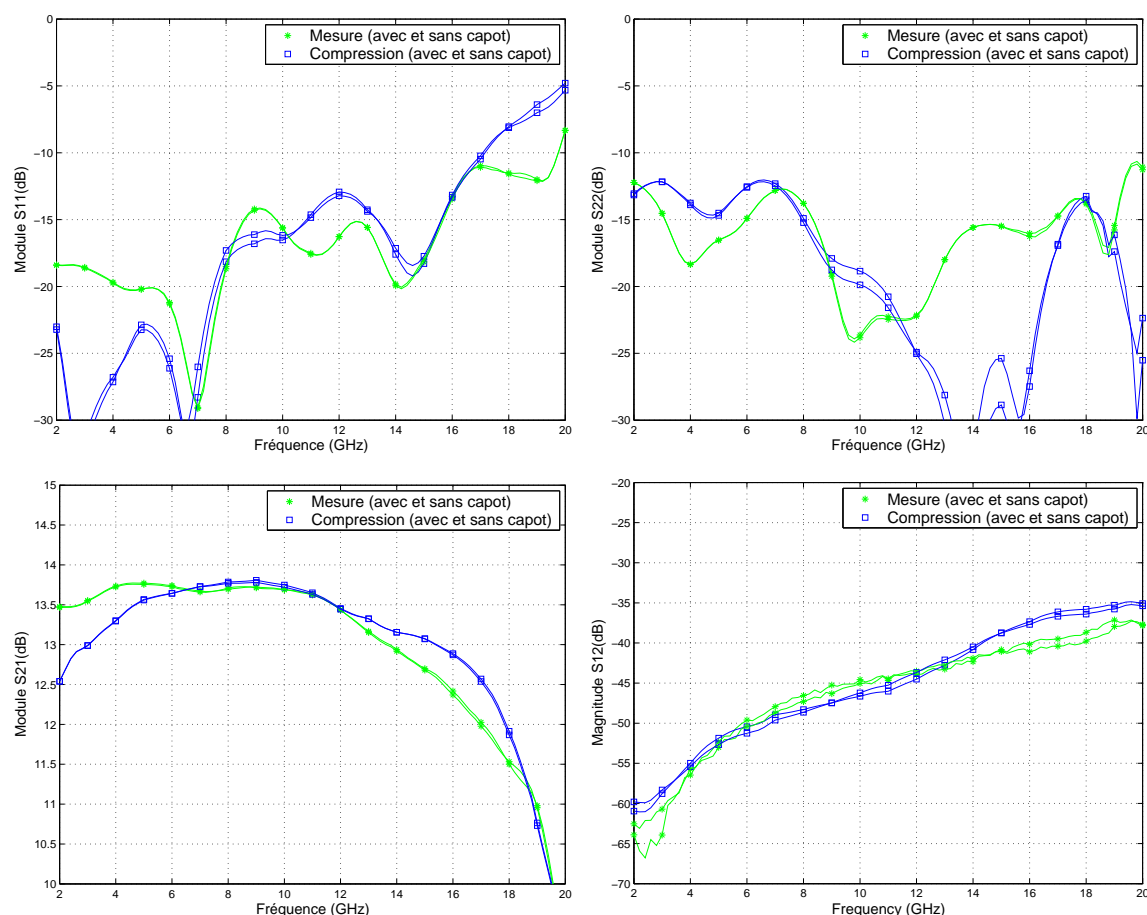 0
−5
−10
−15
−20
−25
−30
Module S11(dB)
Mesure (avec et sans capot)
Compression (avec et sans capot)
2 4 6 8 10 12 14 16 18 20
Fréquence (GHz)
0
−5
−10
−15
−20
−25
−30
Module S22(dB)
Mesure (avec et sans capot)
Compression (avec et sans capot)
2 4 6 8 10 12 14 16 18 20
Fréquence (GHz)
15
14.5
14
13.5
13
12.5
12
11.5
11
10.5
10
Module S21(dB)
Mesure (avec et sans capot)
Compression (avec et sans capot)
2 4 6 8 10 12 14 16 18 20
Fréquence (GHz)
−20
−25
−30
−35
−40
−45
−50
−55
−60
−65
−70
Magnitude S12(dB)
Mesure (avec et sans capot)
Compression (avec et sans capot)
2 4 6 8 10 12 14 16 18 20
Frequency (GHz)